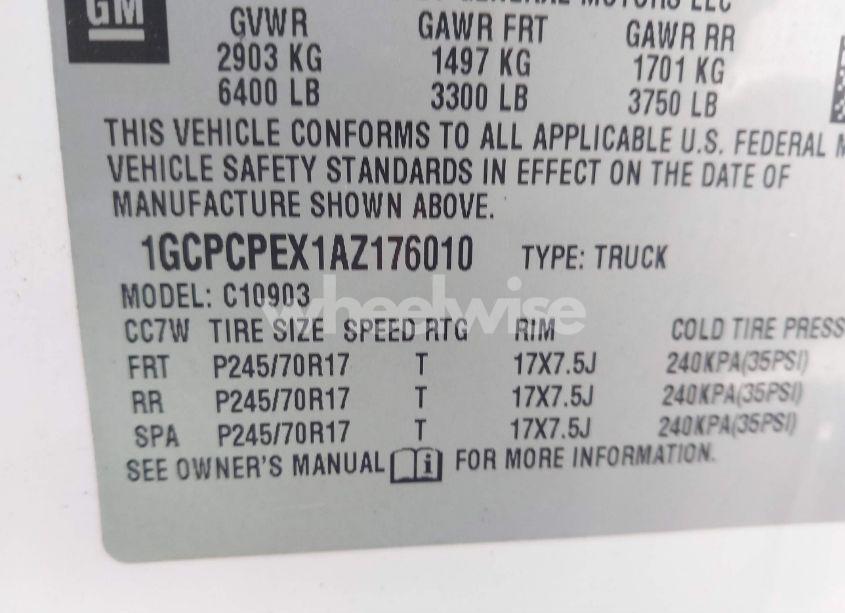 GM
GENERAL MOTORS LLC
GVWR GAWR FRT GAWR RR
2903 KG 1497 KG 1701 KG
6400 LB 3300 LB 3750 LB
THIS VEHICLE CONFORMS TO ALL APPLICABLE U.S. FEDERAL M
VEHICLE SAFETY STANDARDS IN EFFECT ON THE DATE OF
MANUFACTURE SHOWN ABOVE.
1GCPCPEX1AZ176010 TYPE: TRUCK
MODEL: C10903
wheelwise
CC7W TIRE SIZE SPEED RTG RIM COLD TIRE PRESS
FRT P245/70R17 T 17X7.5J 240KPA(35PSI)
RR P245/70R17 T 17X7.5J 240KPA(35PSI)
SPA P245/70R17 T 17X7.5J 240KPA(35PSI)
SEE OWNER'S MANUAL i FOR MORE INFORMATION.